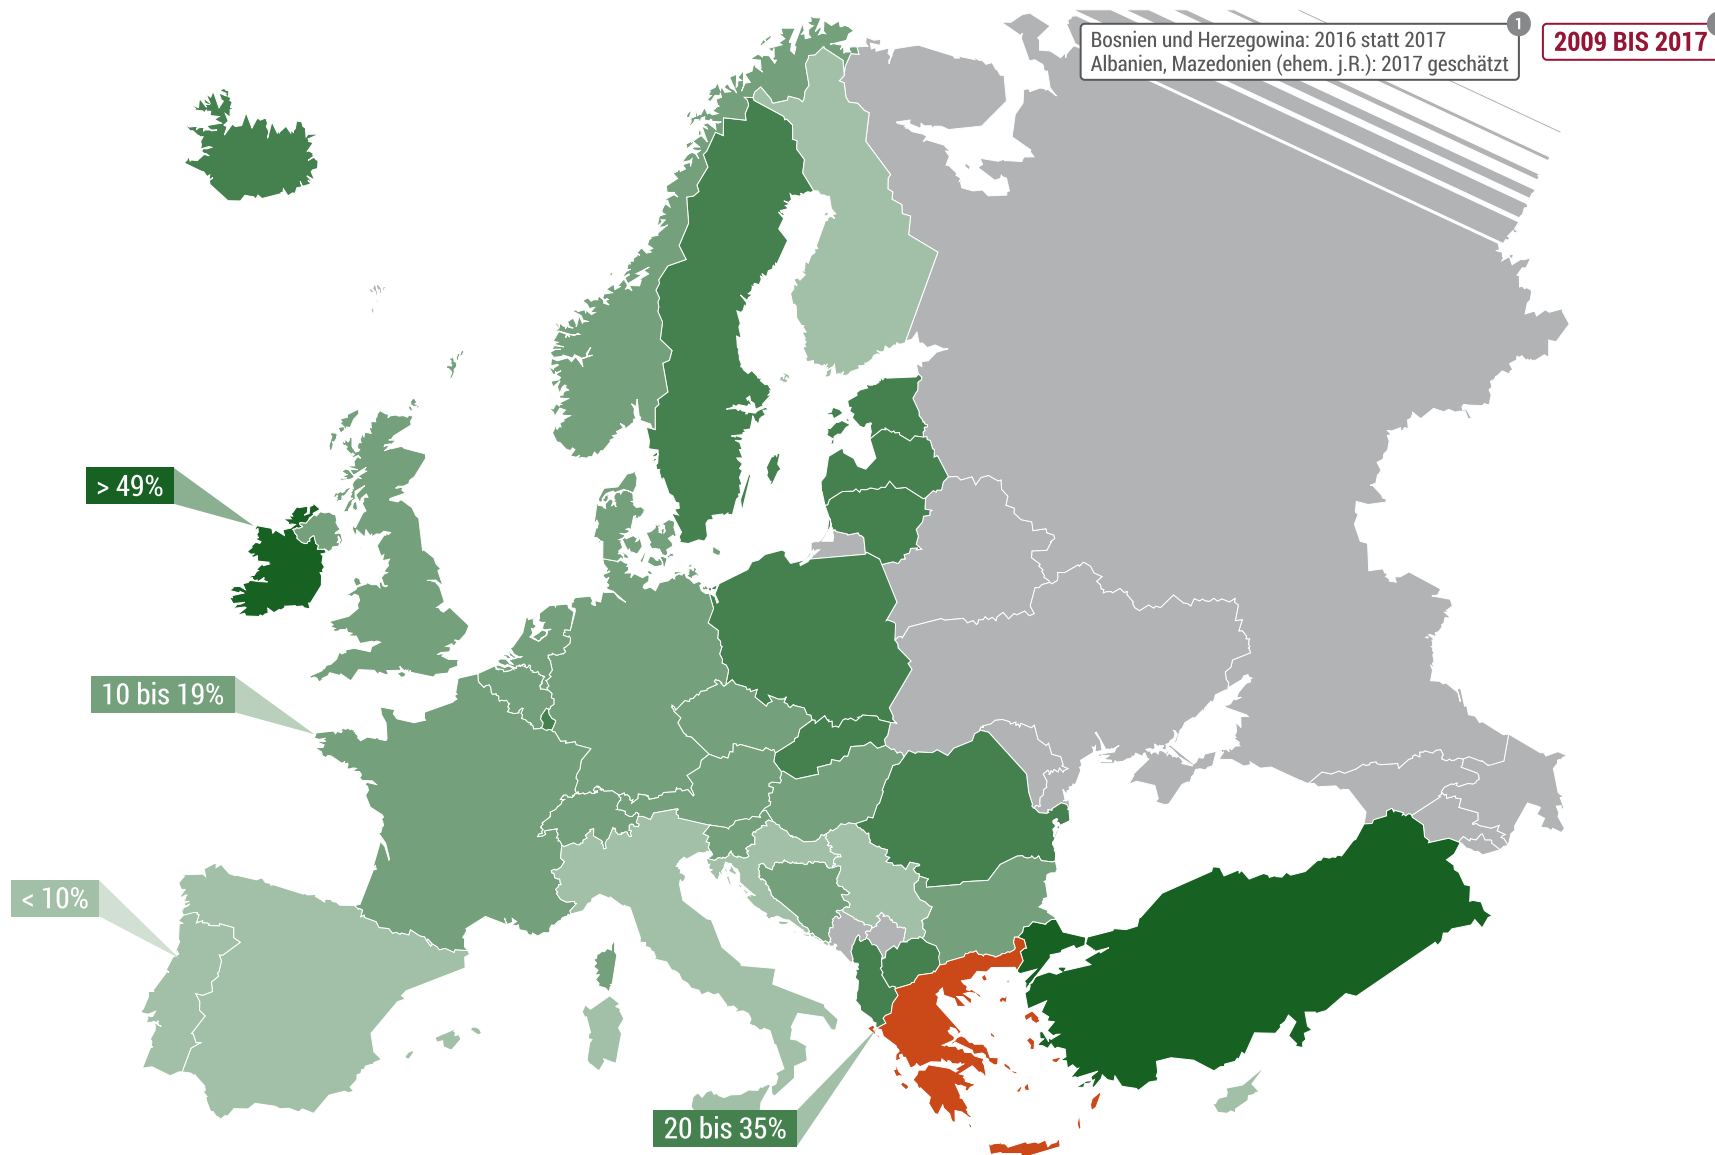 Bosnien und Herzegowina: 2016 statt 2017
Albanien, Mazedonien (ehem. j.R.): 2017 geschätzt
1
2009 BIS 2017
> 49%
10 bis 19%
< 10%
20 bis 35%